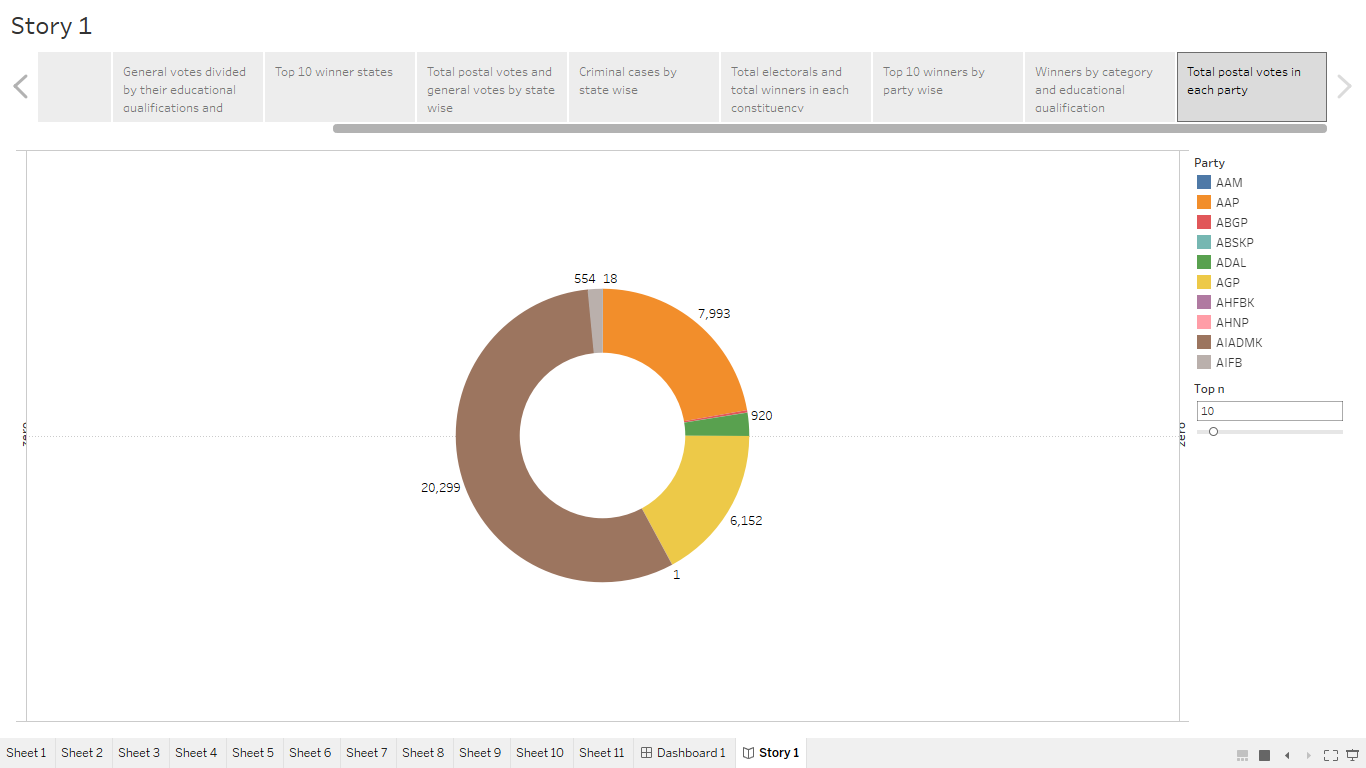 Story 1
General votes divided
by their educational
qualifications and
Top 10 winner states
Total postal votes and
general votes by state
wise
Criminal cases by
state wise
Total electorals and
total winners in each
constituency
Top 10 winners by
party wise
Winners by category
and educational
qualification
Total postal votes in
each party
554 18
7,993
920
6,152
1
20,299
zero
zero
Party
AAM
AAP
ABGP
ABSKP
ADAL
AGP
AHFBK
AHNP
AIADMK
AIFB
Top n
10
Sheet 1 Sheet 2 Sheet 3 Sheet 4 Sheet 5 Sheet 6 Sheet 7 Sheet 8 Sheet 9 Sheet 10 Sheet 11 Dashboard 1 Story 1